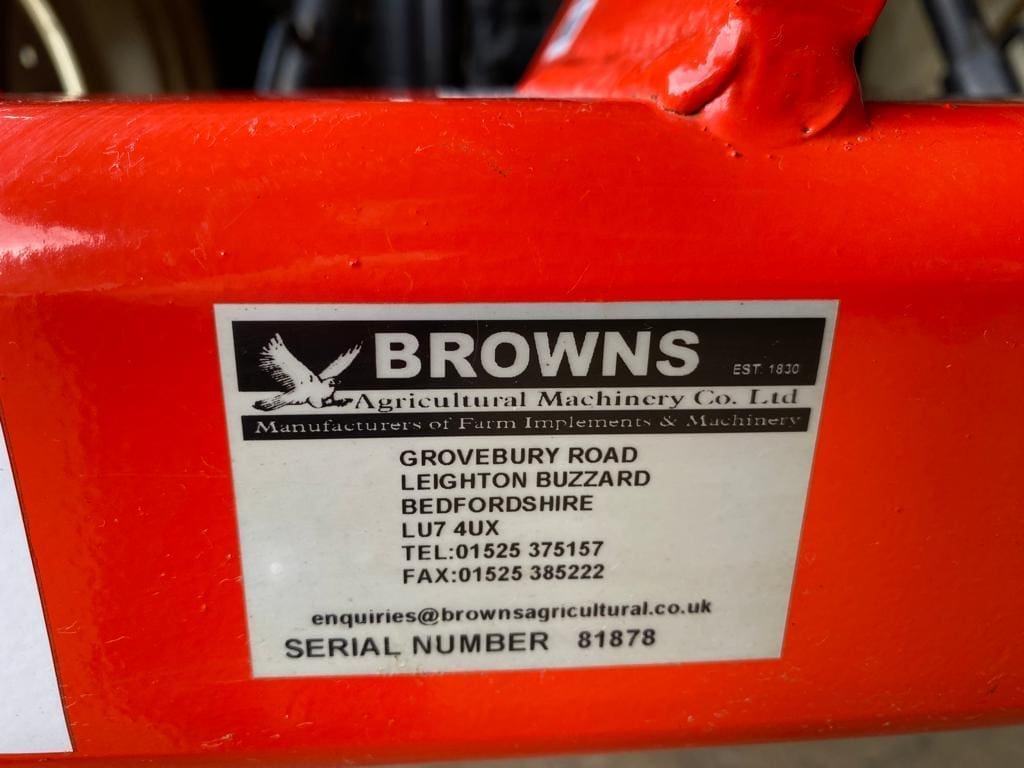 BROWNS
EST. 1830
Agricultural Machinery Co. Ltd
Manufacturers of Farm Implements & Machinery
GROVEBURY ROAD
LEIGHTON BUZZARD
BEDFORDSHIRE
LU7 4UX
TEL:01525 375157
FAX:01525 385222
enquiries@brownsagricultural.co.uk
SERIAL NUMBER 81878